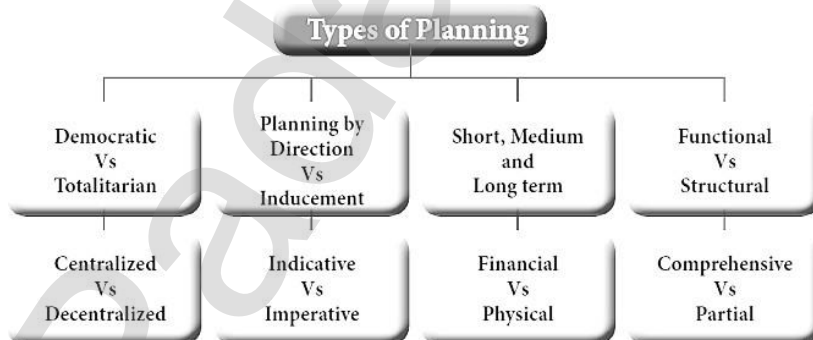 Types of Planning
Democratic
Vs
Totalitarian
Planning by
Direction
Vs
Inducement
Short, Medium
and
Long term
Functional
Vs
Structural
Centralized
Vs
Decentralized
Indicative
Vs
Imperative
Financial
Vs
Physical
Comprehensive
Vs
Partial